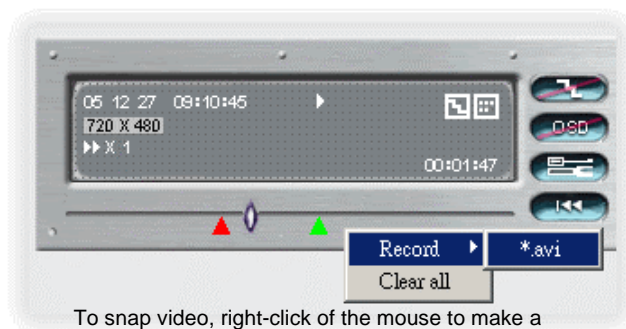 05 12 27 09:10:45
720 X 480
X 1
00:01:47
OSD
Record *.avi
Clear all
To snap video, right-click of the mouse to make a